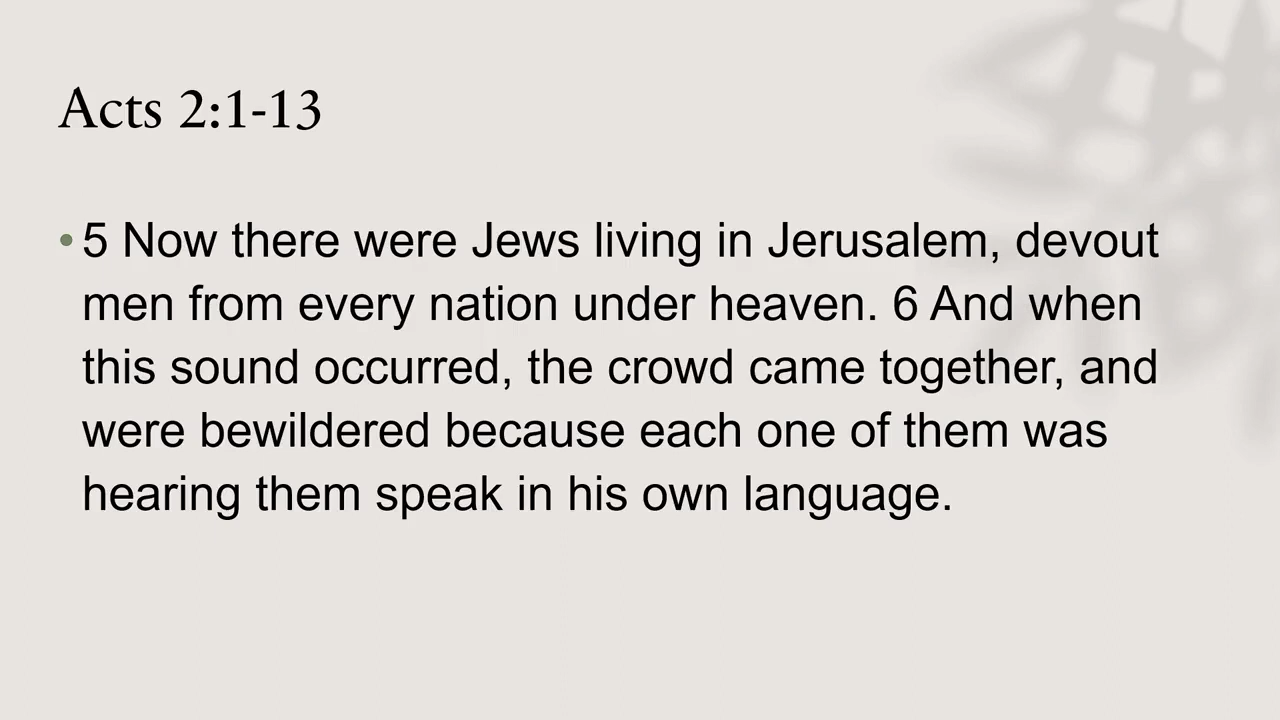 Acts 2:1-13
• 5 Now there were Jews living in Jerusalem, devout
men from every nation under heaven. 6 And when
this sound occurred, the crowd came together, and
were bewildered because each one of them was
hearing them speak in his own language.